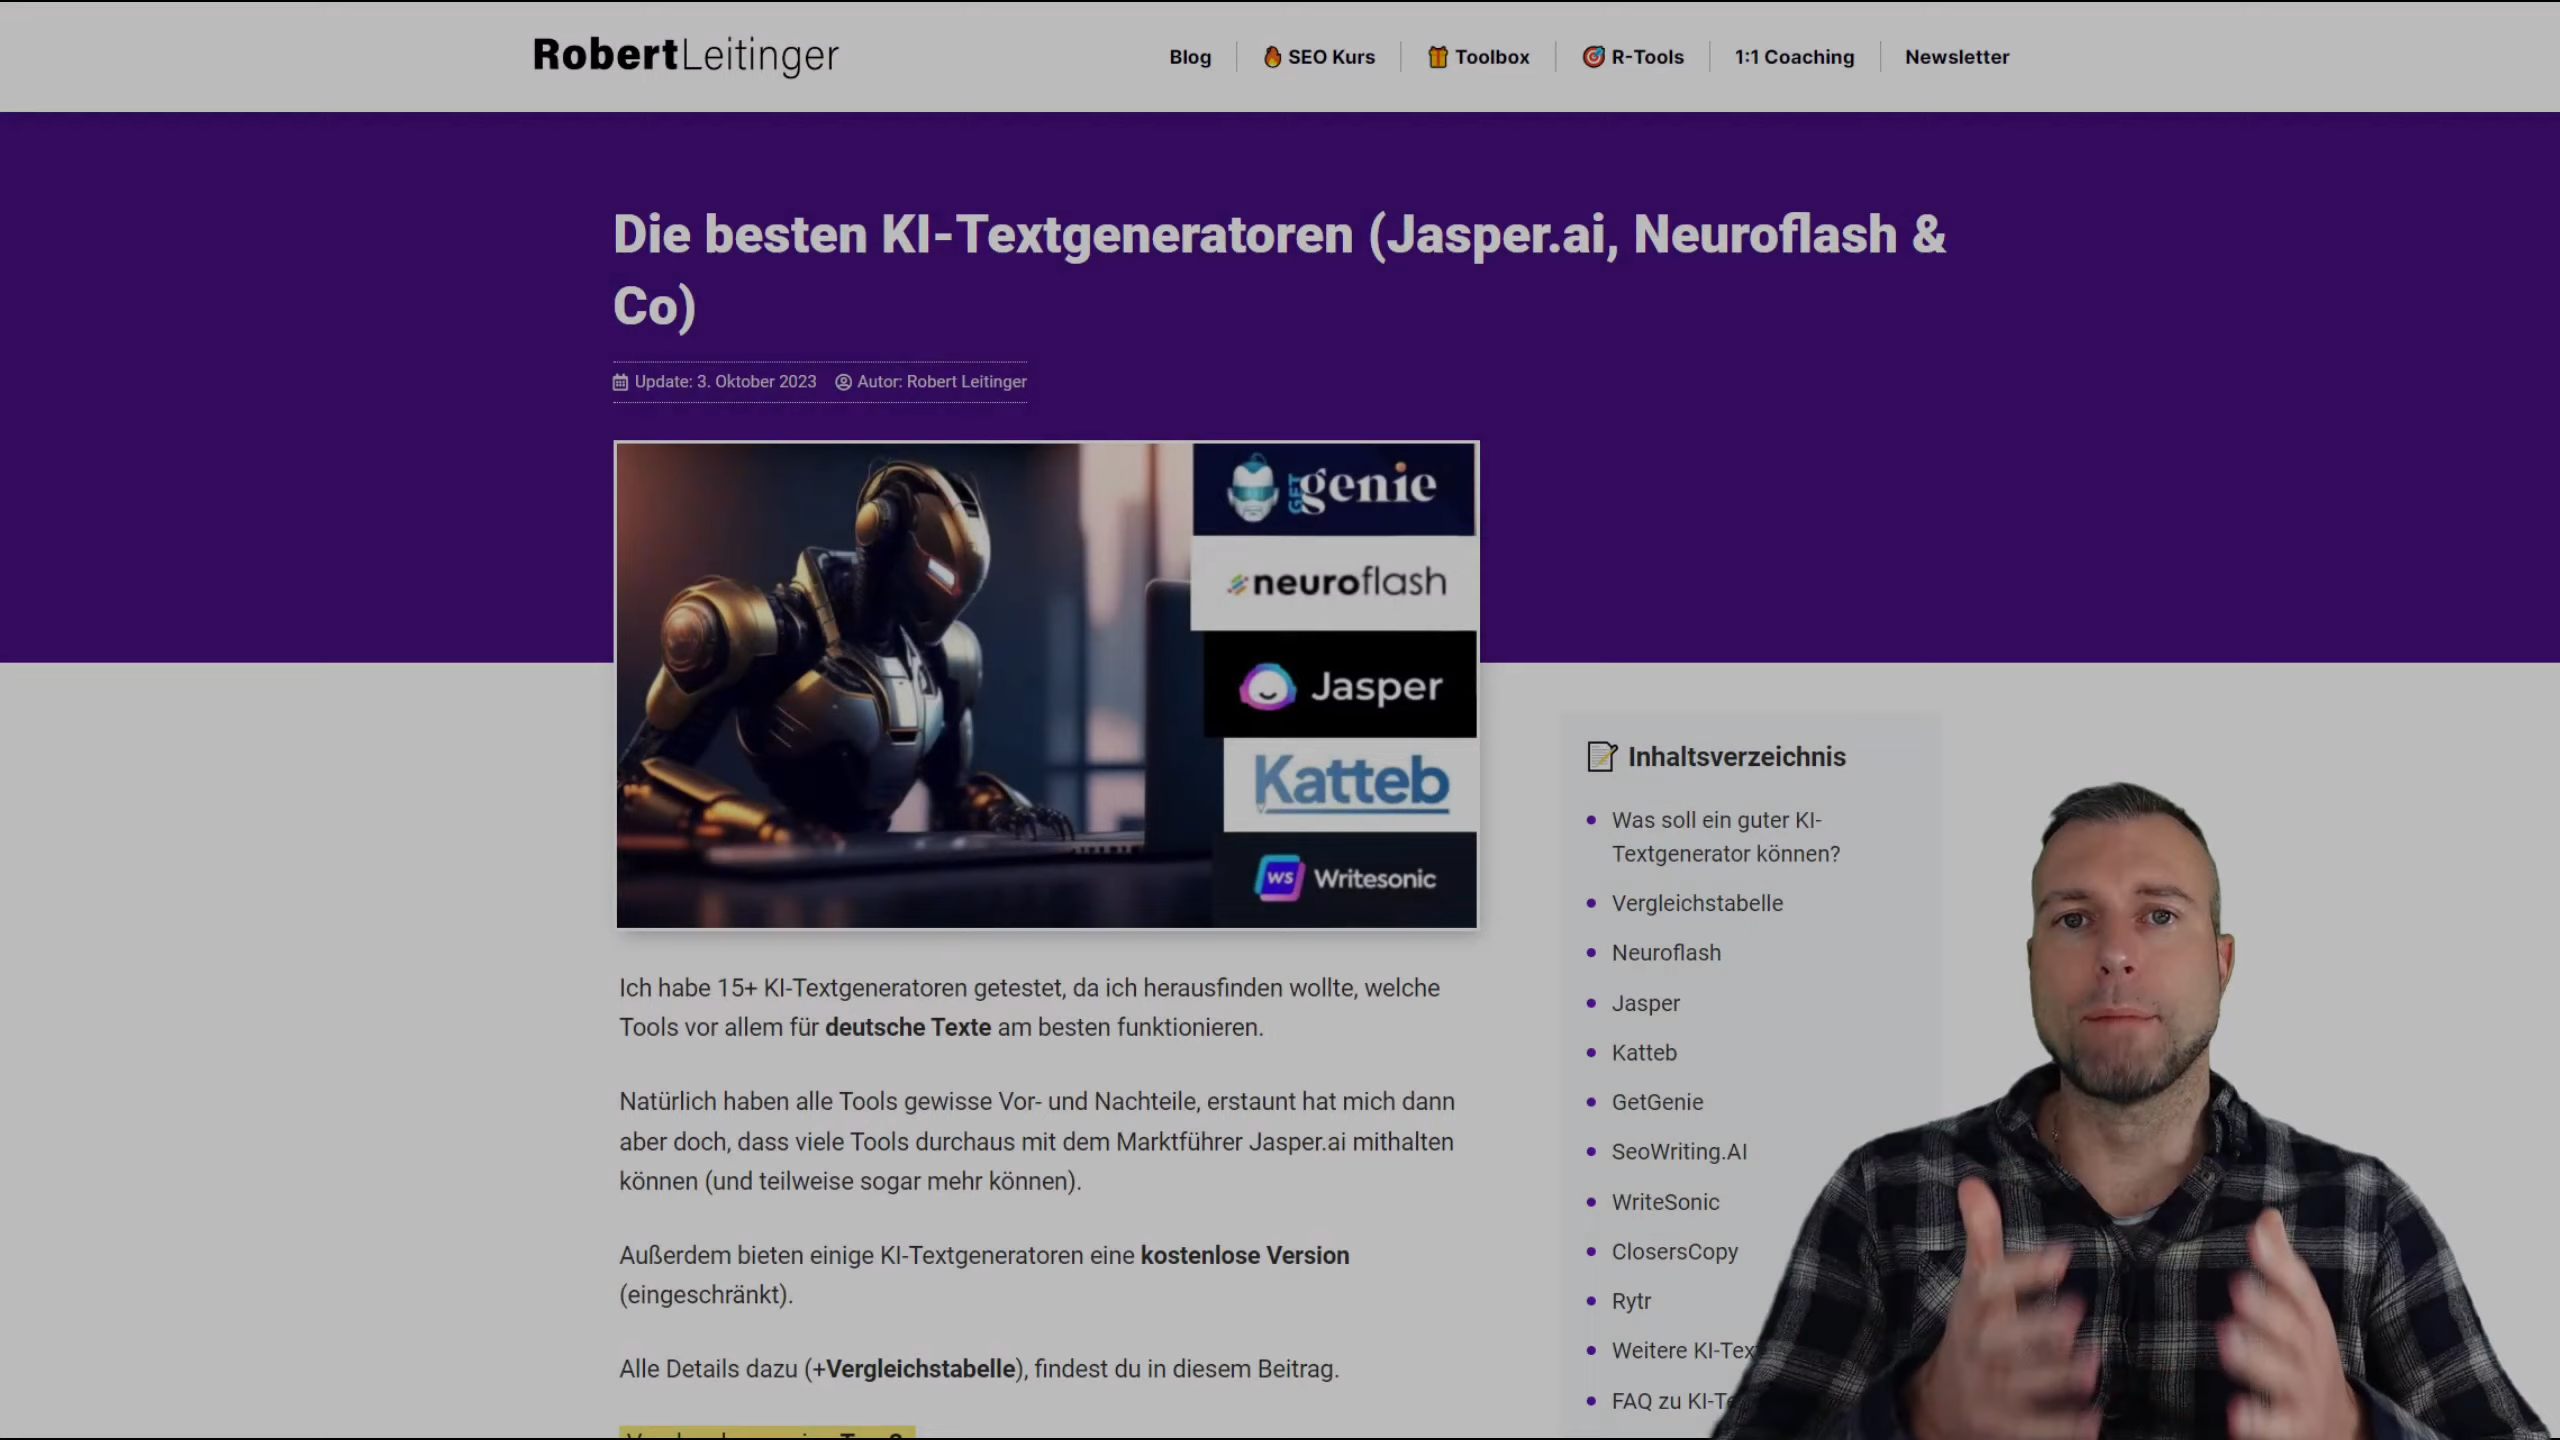 RobertLeitinger
Blog
🔥 SEO Kurs
🎁 Toolbox
🎯 R-Tools
1:1 Coaching
Newsletter
Die besten KI-Textgeneratoren (Jasper.ai, Neuroflash &
Co)
Update: 3. Oktober 2023 Autor: Robert Leitinger
GET genie
neuroflash
Jasper
Katteb
WS Writesonic
Ich habe 15+ KI-Textgeneratoren getestet, da ich herausfinden wollte, welche
Tools vor allem für deutsche Texte am besten funktionieren.
Natürlich haben alle Tools gewisse Vor- und Nachteile, erstaunt hat mich dann
aber doch, dass viele Tools durchaus mit dem Marktführer Jasper.ai mithalten
können (und teilweise sogar mehr können).
Außerdem bieten einige KI-Textgeneratoren eine kostenlose Version
(eingeschränkt).
Alle Details dazu (+Vergleichstabelle), findest du in diesem Beitrag.
📝 Inhaltsverzeichnis
Was soll ein guter KI-
Textgenerator können?
Vergleichstabelle
Neuroflash
Jasper
Katteb
GetGenie
SeoWriting.AI
WriteSonic
ClosersCopy
Rytr
Weitere KI-Tex
FAQ zu KI-Te